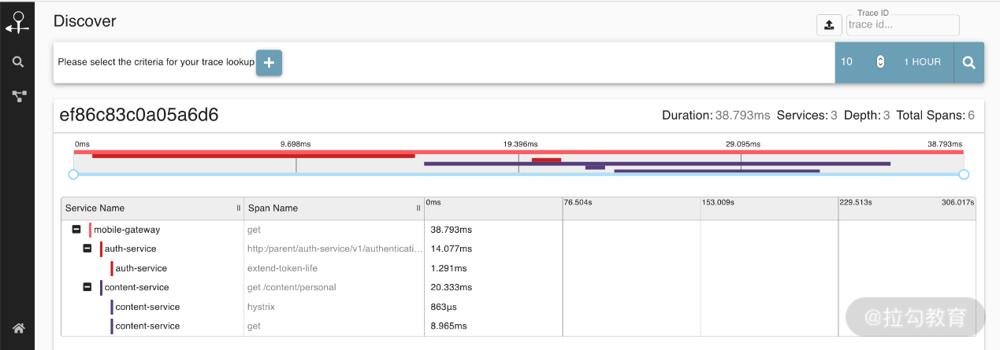 Discover
Trace ID
trace id...
Please select the criteria for your trace lookup
10
1 HOUR
ef86c83c0a05a6d6
Duration: 38.793ms Services: 3 Depth: 3 Total Spans: 6
0ms 9.698ms 19.396ms 29.095ms 38.793ms
Service Name Span Name 0ms 76.504s 153.009s 229.513s 306.017s
mobile-gateway get 38.793ms
auth-service http:/parent/auth-service/v1/authenticati... 14.077ms
auth-service extend-token-life 1.291ms
content-service get /content/personal 20.333ms
content-service hystrix 863μs
content-service get 8.965ms
@拉勾教育